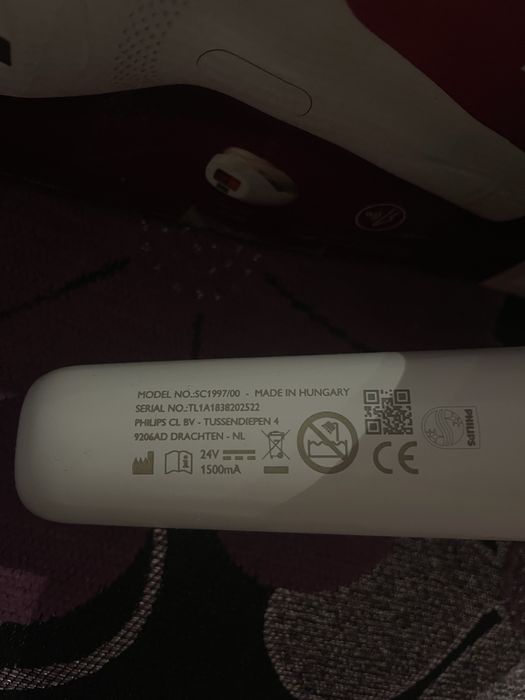 MODEL NO.:SC1997/00 - MADE IN HUNGARY
SERIAL NO.:TL1A1838202522
PHILIPS CL BV - TUSSENDIEPEN 4
9206AD DRACHTEN - NL
24V
1500mA
CE
PHILIPS